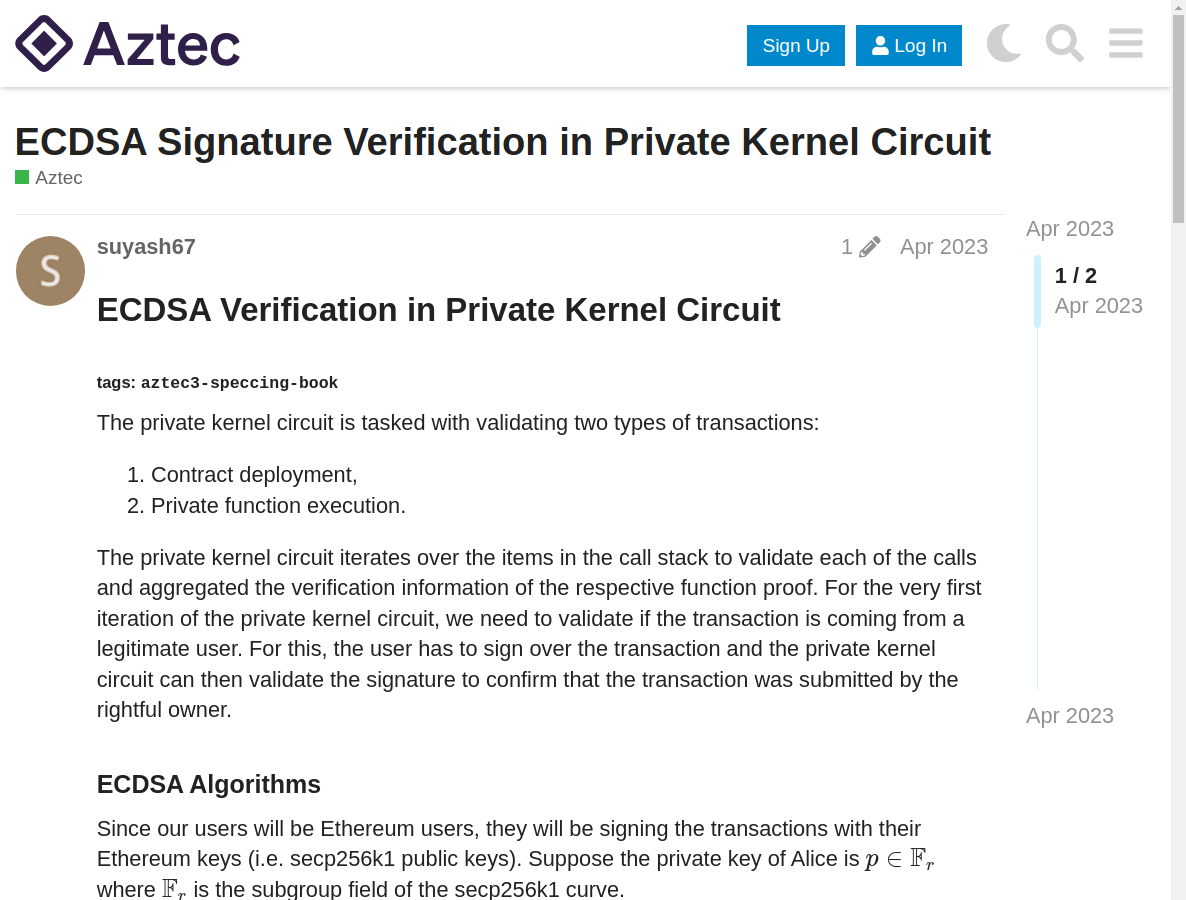 Aztec
Sign Up
Log In
ECDSA Signature Verification in Private Kernel Circuit
Aztec
S
suyash67
1
Apr 2023
Apr 2023
1 / 2
Apr 2023
ECDSA Verification in Private Kernel Circuit
tags: aztec3-speccing-book
The private kernel circuit is tasked with validating two types of transactions:
1. Contract deployment,
2. Private function execution.
The private kernel circuit iterates over the items in the call stack to validate each of the calls
and aggregated the verification information of the respective function proof. For the very first
iteration of the private kernel circuit, we need to validate if the transaction is coming from a
legitimate user. For this, the user has to sign over the transaction and the private kernel
circuit can then validate the signature to confirm that the transaction was submitted by the
rightful owner.
Apr 2023
ECDSA Algorithms
Since our users will be Ethereum users, they will be signing the transactions with their
Ethereum keys (i.e. secp256k1 public keys). Suppose the private key of Alice is p ∈ 𝔽r
where 𝔽r is the subgroup field of the secp256k1 curve.